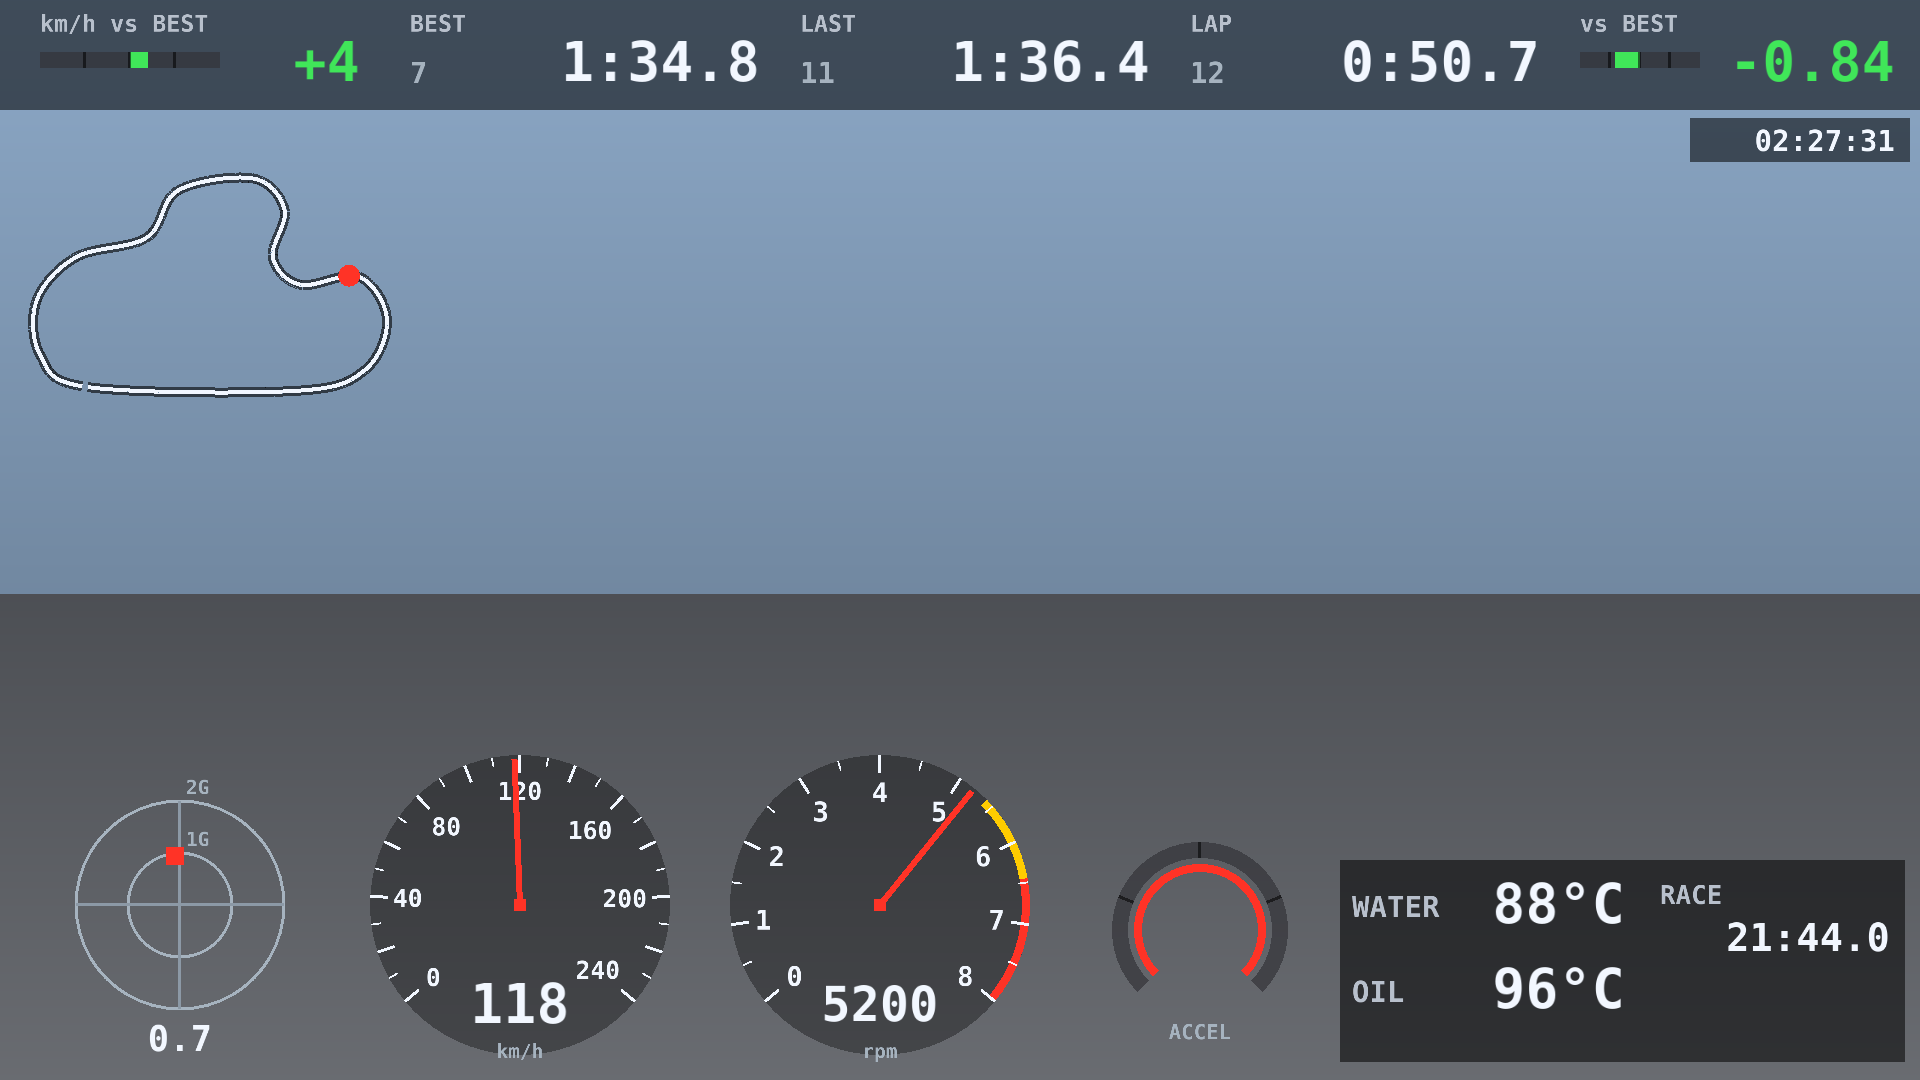 km/h vs BEST
+4
BEST
7
1:34.8
LAST
11
1:36.4
LAP
12
0:50.7
vs BEST
-0.84
02:27:31
2G
1G
0.7
0
40
80
120
160
200
240
118
km/h
0
1
2
3
4
5
6
7
8
5200
rpm
ACCEL
WATER 88°C
OIL 96°C
RACE
21:44.0